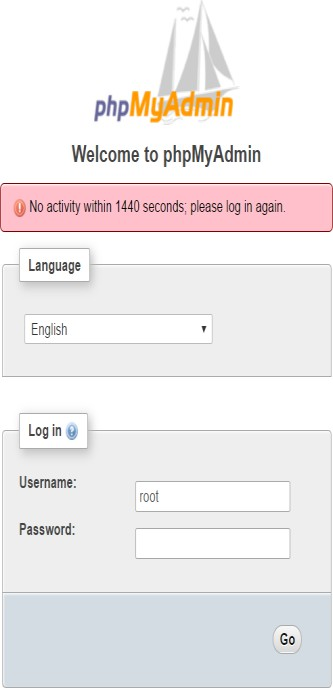 phpMyAdmin
Welcome to phpMyAdmin
No activity within 1440 seconds; please log in again.
Language
English
Log in
Username:
root
Password:
Go